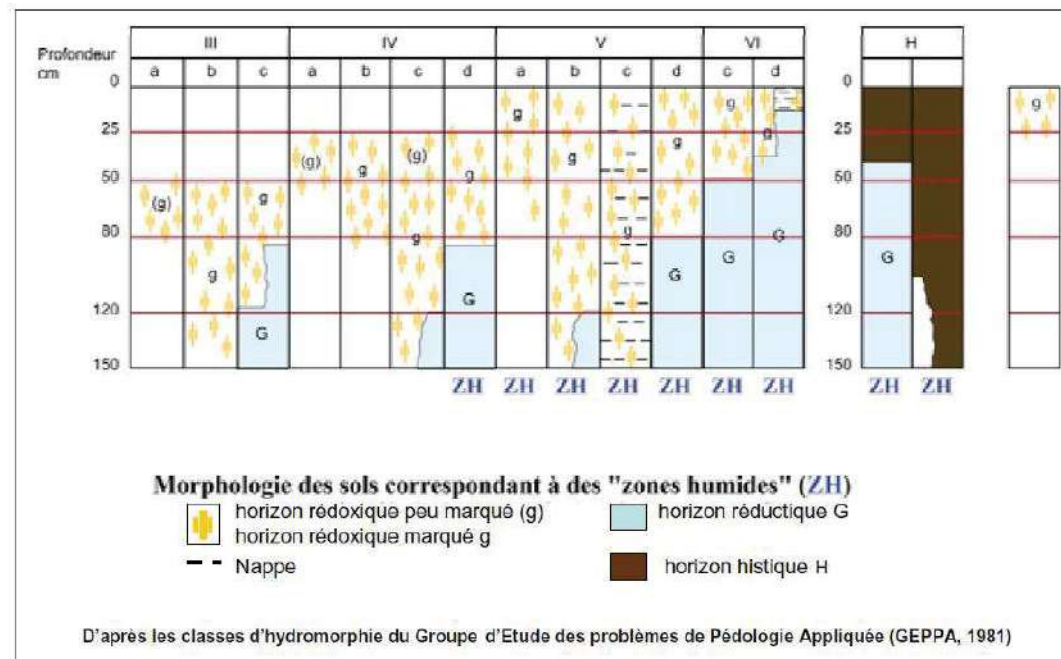 III IV V VI H
Profondeur
cm
a b c a b c d a b c d c d
0 0
25 25
50 50
80 80
120 120
150 150
(g) g g (g) g (g) g g g g g g g g
g g
G G G G G G
ZH ZH ZH ZH ZH ZH ZH ZH ZH
Morphologie des sols correspondant à des "zones humides" (ZH)
horizon rédoxique peu marqué (g) horizon réductique G
horizon rédoxique marqué g
Nappe horizon histique H
D'après les classes d'hydromorphie du Groupe d'Etude des problèmes de Pédologie Appliquée (GEPPA, 1981)